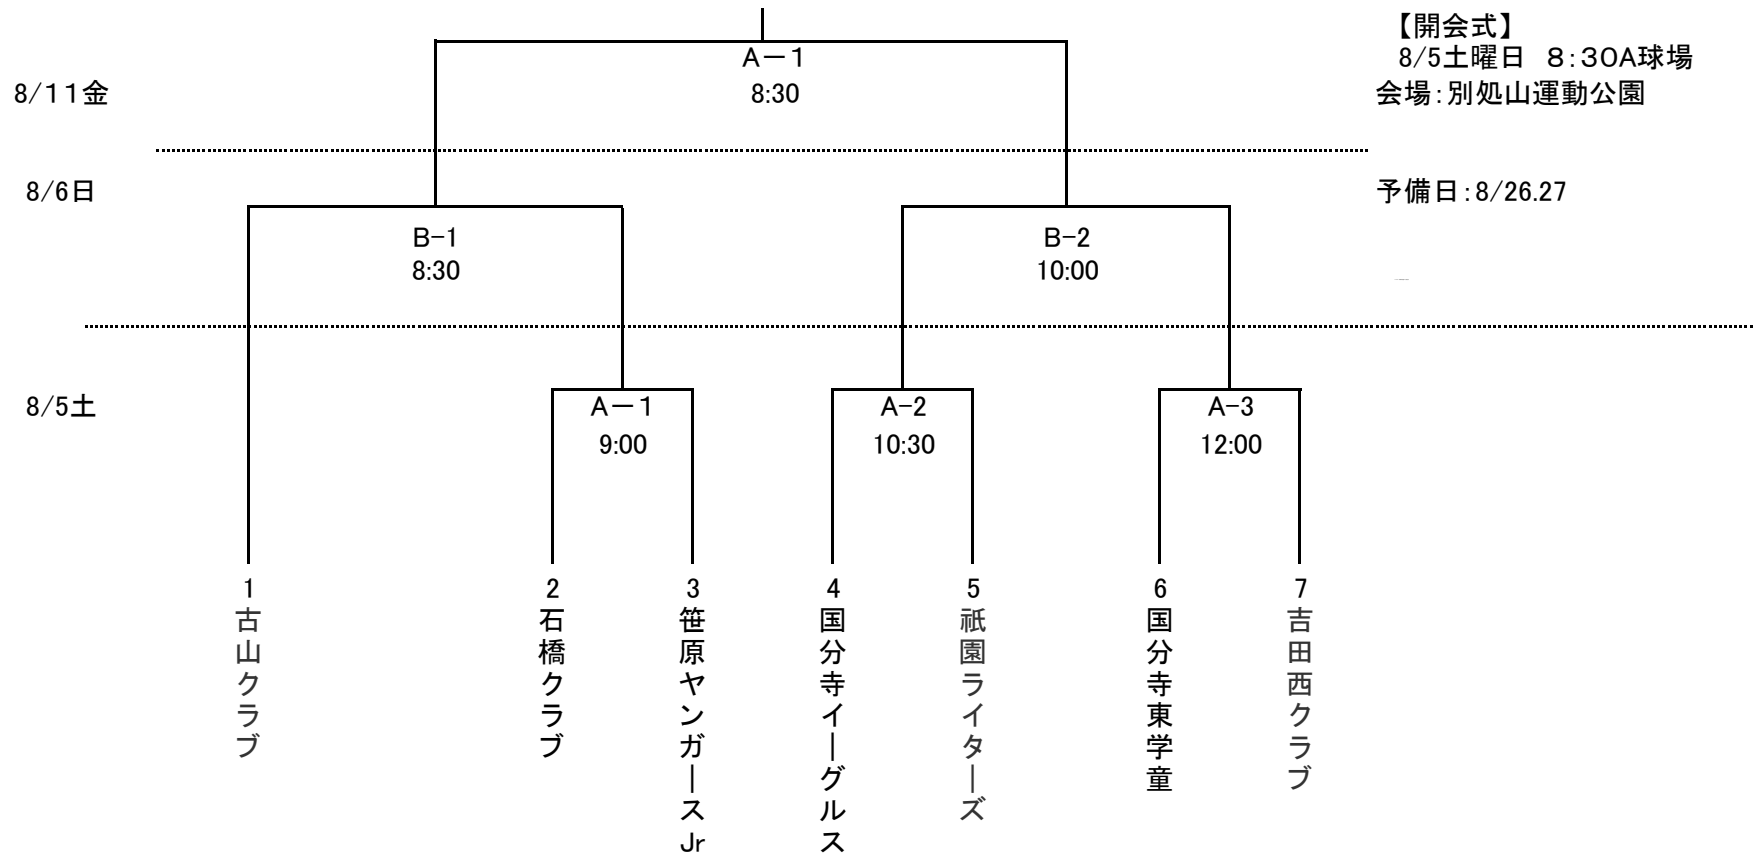 【開会式】
8/5土曜日 8:30A球場
会場:別処山運動公園
A－1
8:30
8/11金
8/6日
予備日:8/26.27
B-1
8:30
B-2
10:00
8/5土
A－1
9:00
A-2
10:30
A-3
12:00
1
古山クラブ
2
石橋クラブ
3
笹原ヤンガースJr
4
国分寺イーグルス
5
祇園ライターズ
6
国分寺東学童
7
吉田西クラブ